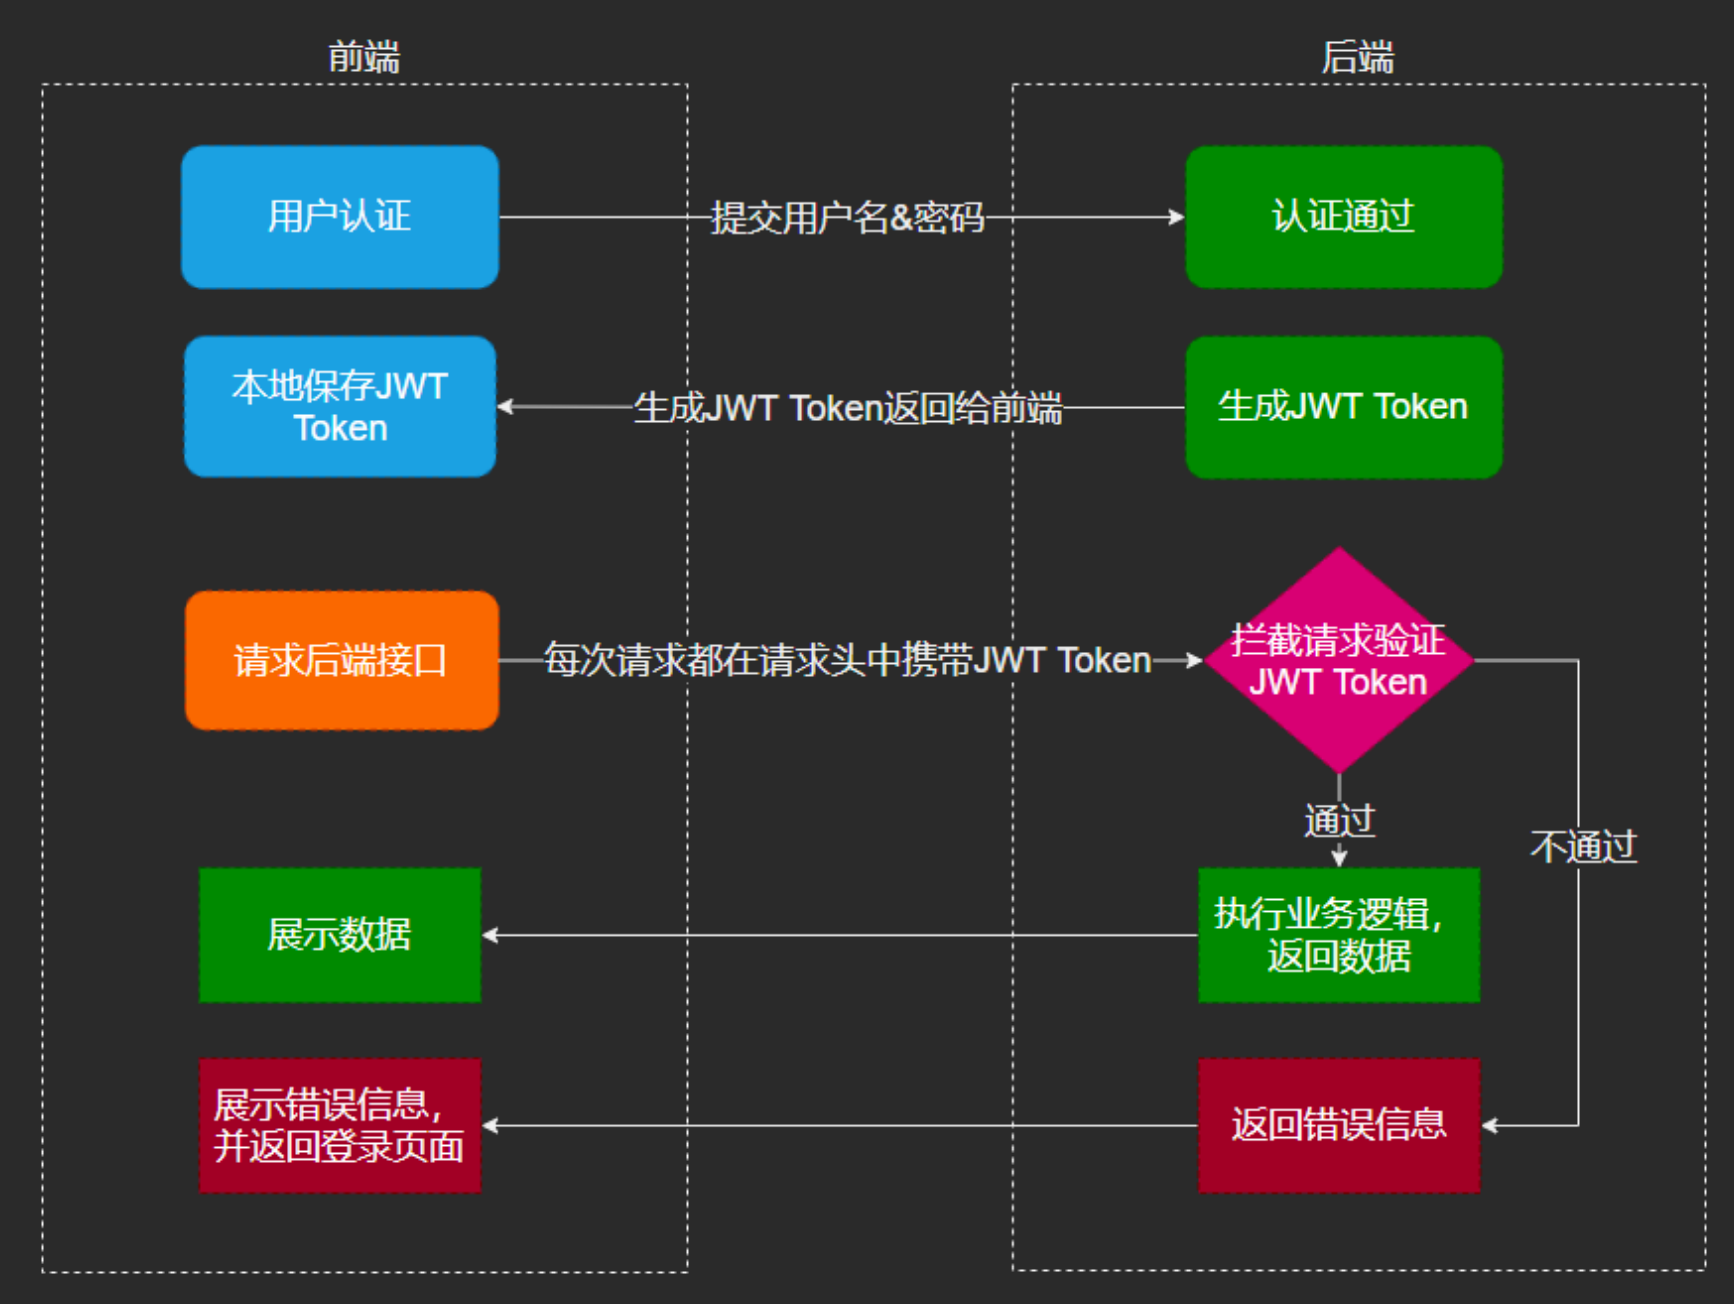 前端
后端
用户认证
提交用户名&密码
认证通过
本地保存JWT
Token
生成JWT Token返回给前端
生成JWT Token
请求后端接口
每次请求都在请求头中携带JWT Token
拦截请求验证
JWT Token
通过
不通过
展示数据
执行业务逻辑，
返回数据
展示错误信息，
并返回登录页面
返回错误信息